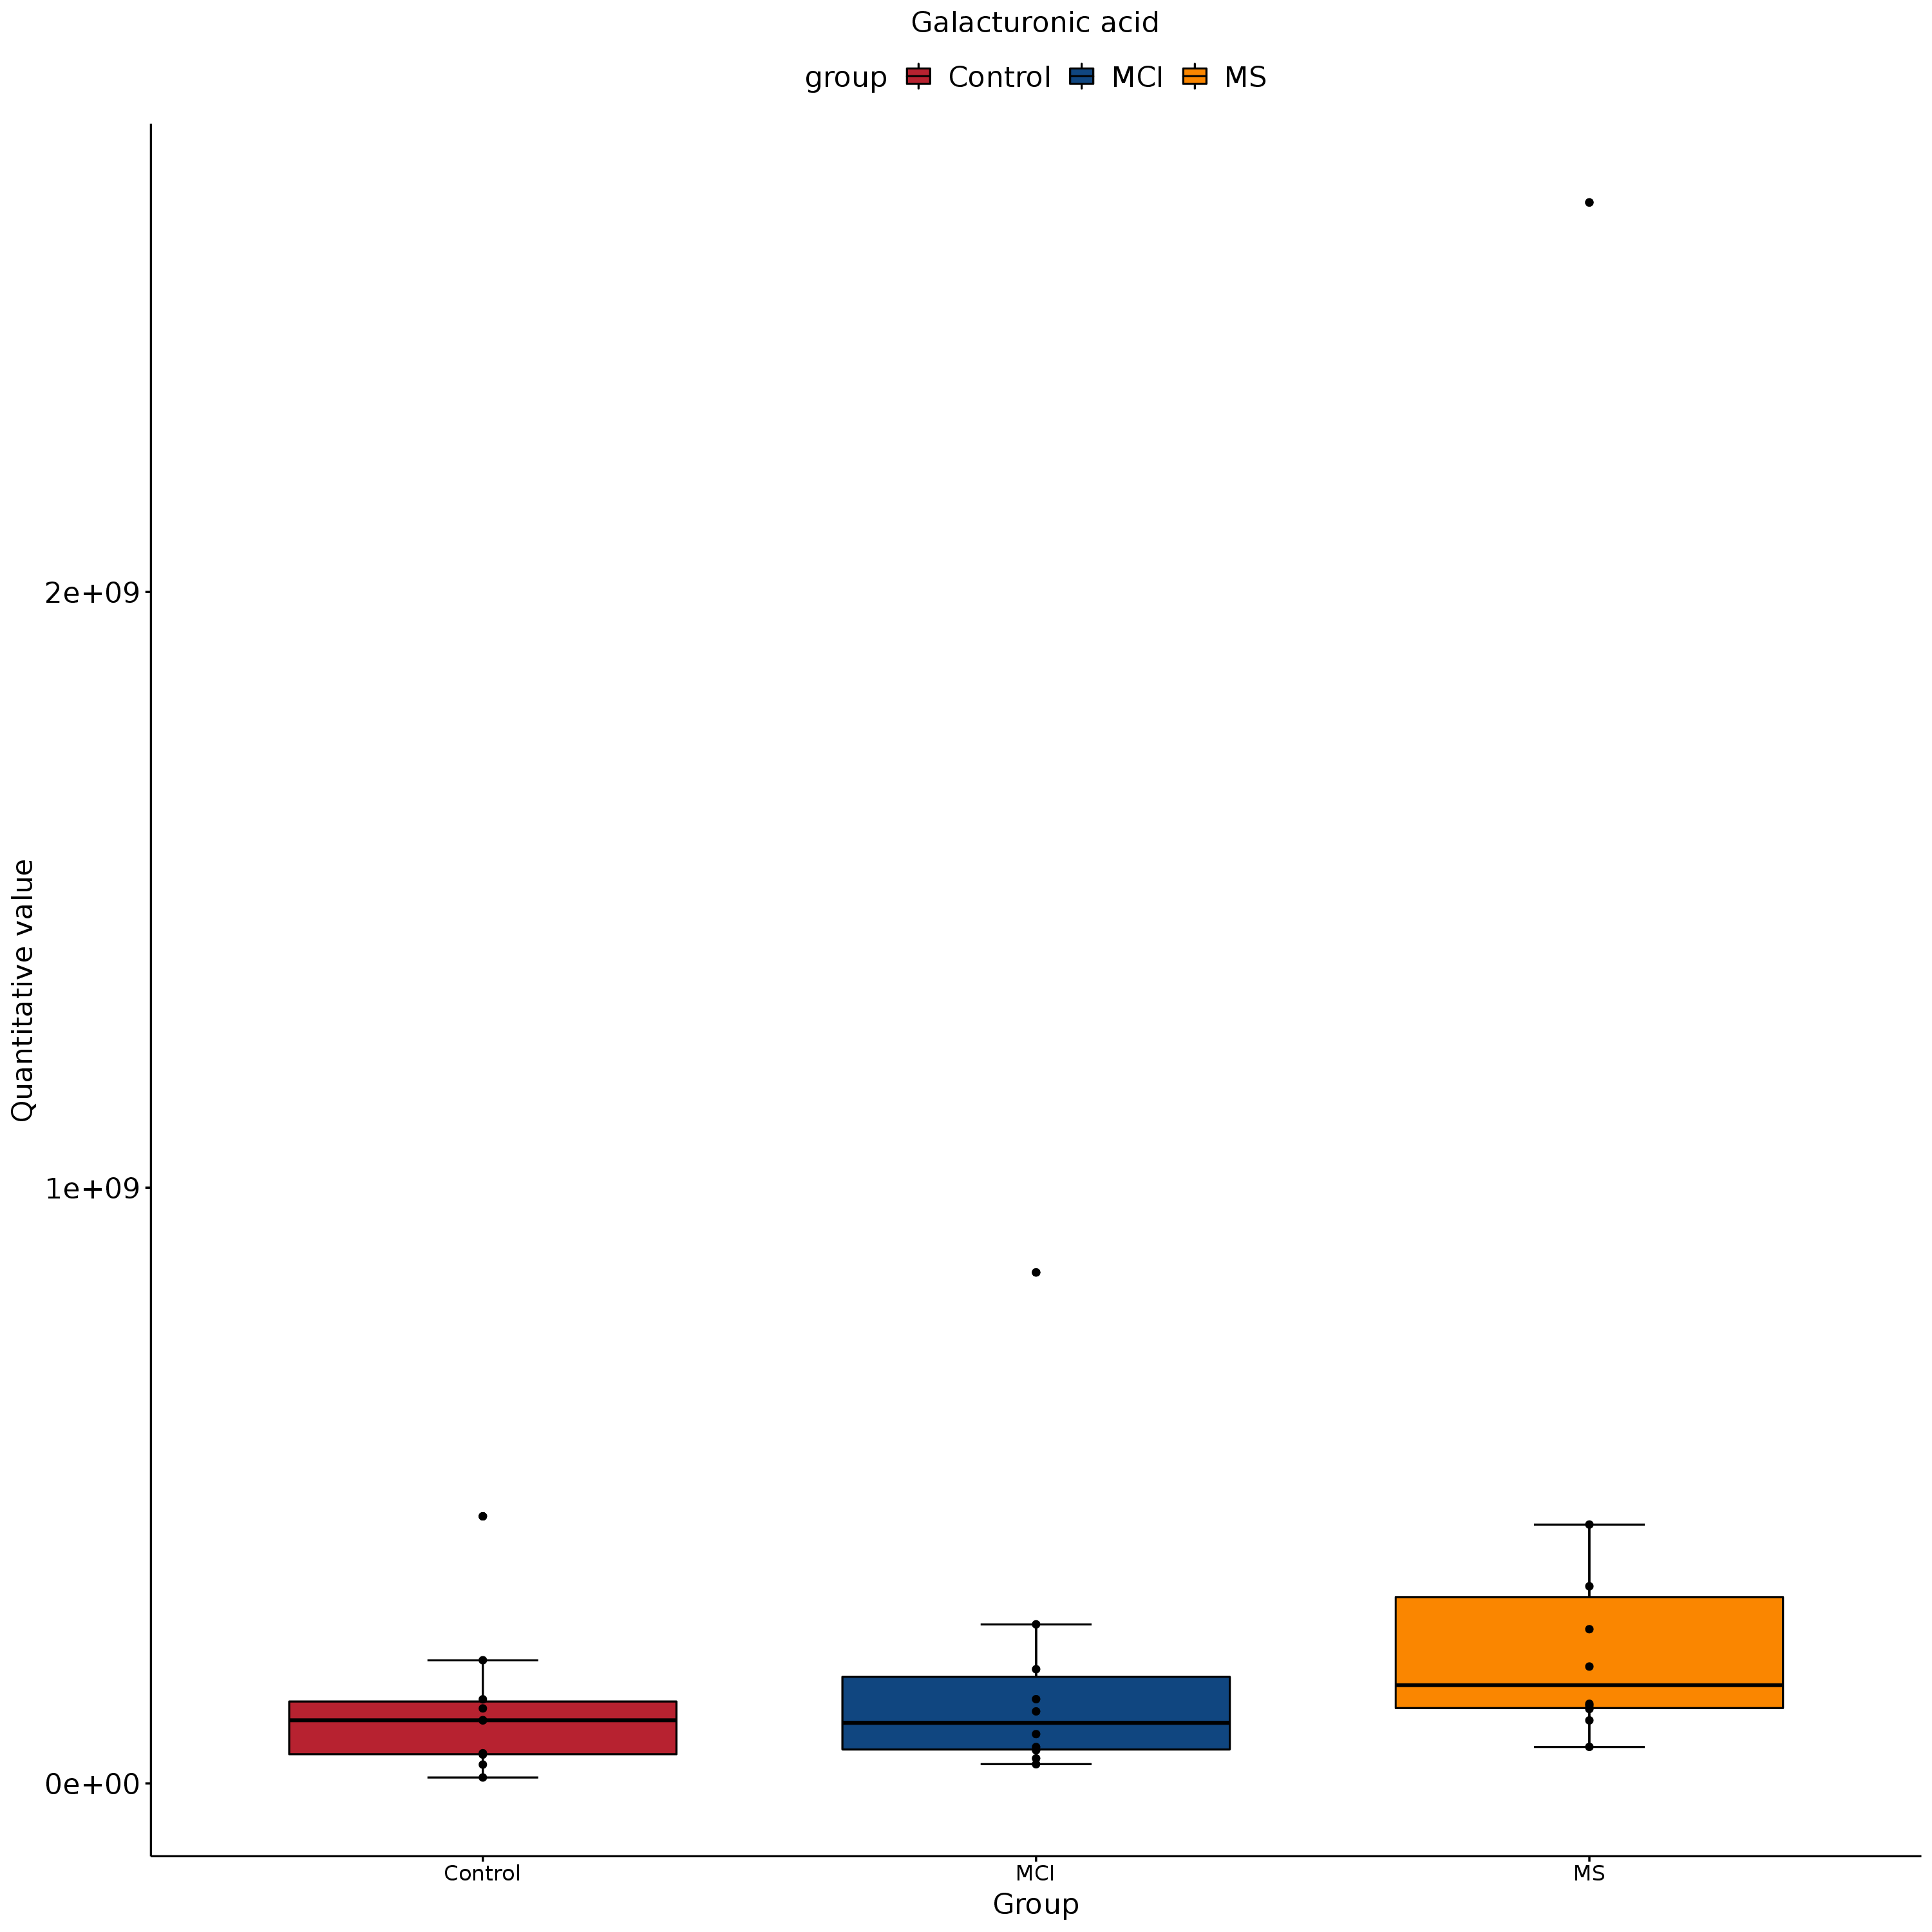 Galacturonic acid
group Control MCI MS
Quantitative value
2e+09
1e+09
0e+00
Control MCI MS
Group